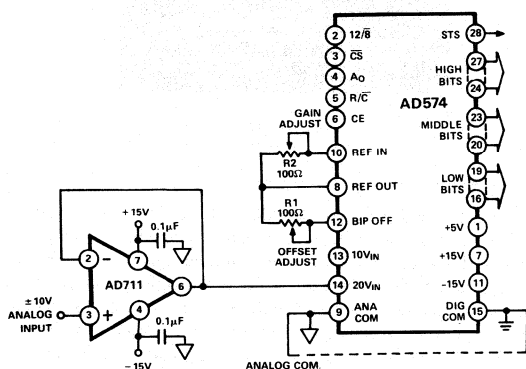 2 12/8̅
3 C̅S̅
4 AO
5 R/C̅
6 CE
GAIN
ADJUST
R2
100Ω
10 REF IN
8 REF OUT
R1
100Ω
12 BIP OFF
OFFSET
ADJUST
13 10VIN
14 20VIN
9 ANA
COM
STS 28
27
HIGH
BITS
24
AD574
23
MIDDLE
BITS
20
19
LOW
BITS
16
+5V 1
+15V 7
-15V 11
DIG
COM 15
+15V
0.1µF
2 −
7
AD711
6
±10V
ANALOG
INPUT
3 +
4
0.1µF
−15V
ANALOG COM.